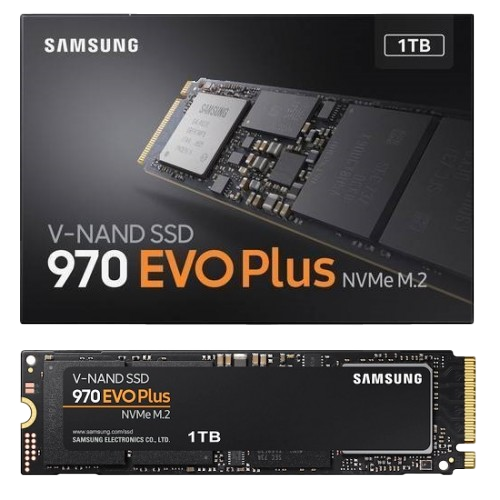 SAMSUNG
1TB
SAMSUNG
V-NAND SSD
970 EVO Plus NVMe M.2
V-NAND SSD
970 EVO Plus
NVMe M.2
www.samsung.com/ssd
SAMSUNG ELECTRONICS CO., LTD.
1TB
SAMSUNG